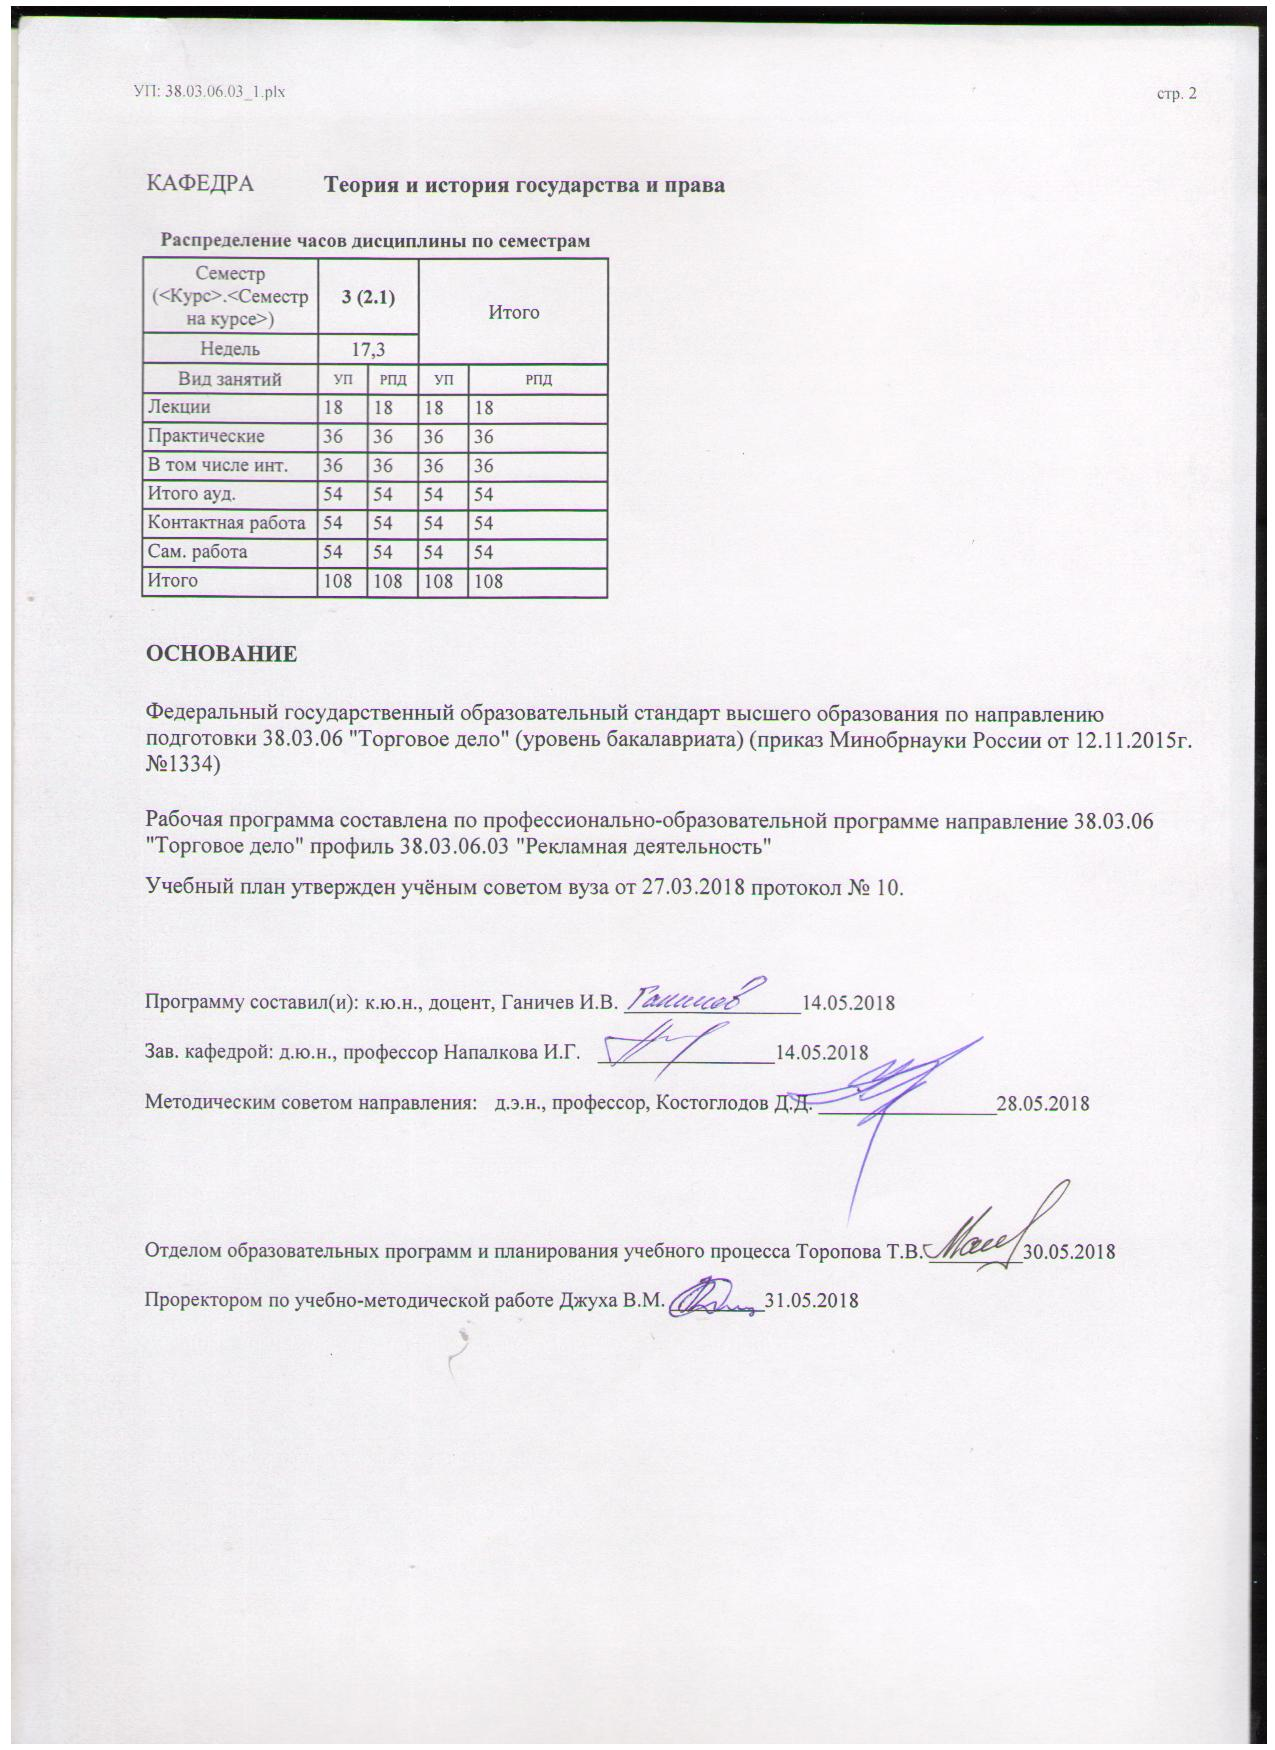 УП: 38.03.06.03_1.plx
стр. 2
КАФЕДРА Теория и история государства и права
Распределение часов дисциплины по семестрам
Семестр
(<Курс>.<Семестр
на курсе>)
3 (2.1)
Итого
Недель 17,3
Вид занятий УП РПД УП РПД
Лекции 18 18 18 18
Практические 36 36 36 36
В том числе инт. 36 36 36 36
Итого ауд. 54 54 54 54
Контактная работа 54 54 54 54
Сам. работа 54 54 54 54
Итого 108 108 108 108
ОСНОВАНИЕ
Федеральный государственный образовательный стандарт высшего образования по направлению
подготовки 38.03.06 "Торговое дело" (уровень бакалавриата) (приказ Минобрнауки России от 12.11.2015г.
№1334)
Рабочая программа составлена по профессионально-образовательной программе направление 38.03.06
"Торговое дело" профиль 38.03.06.03 "Рекламная деятельность"
Учебный план утвержден учёным советом вуза от 27.03.2018 протокол № 10.
Программу составил(и): к.ю.н., доцент, Ганичев И.В. 14.05.2018
Зав. кафедрой: д.ю.н., профессор Напалкова И.Г. 14.05.2018
Методическим советом направления: д.э.н., профессор, Костоглодов Д.Д. 28.05.2018
Отделом образовательных программ и планирования учебного процесса Торопова Т.В. 30.05.2018
Проректором по учебно-методической работе Джуха В.М. 31.05.2018